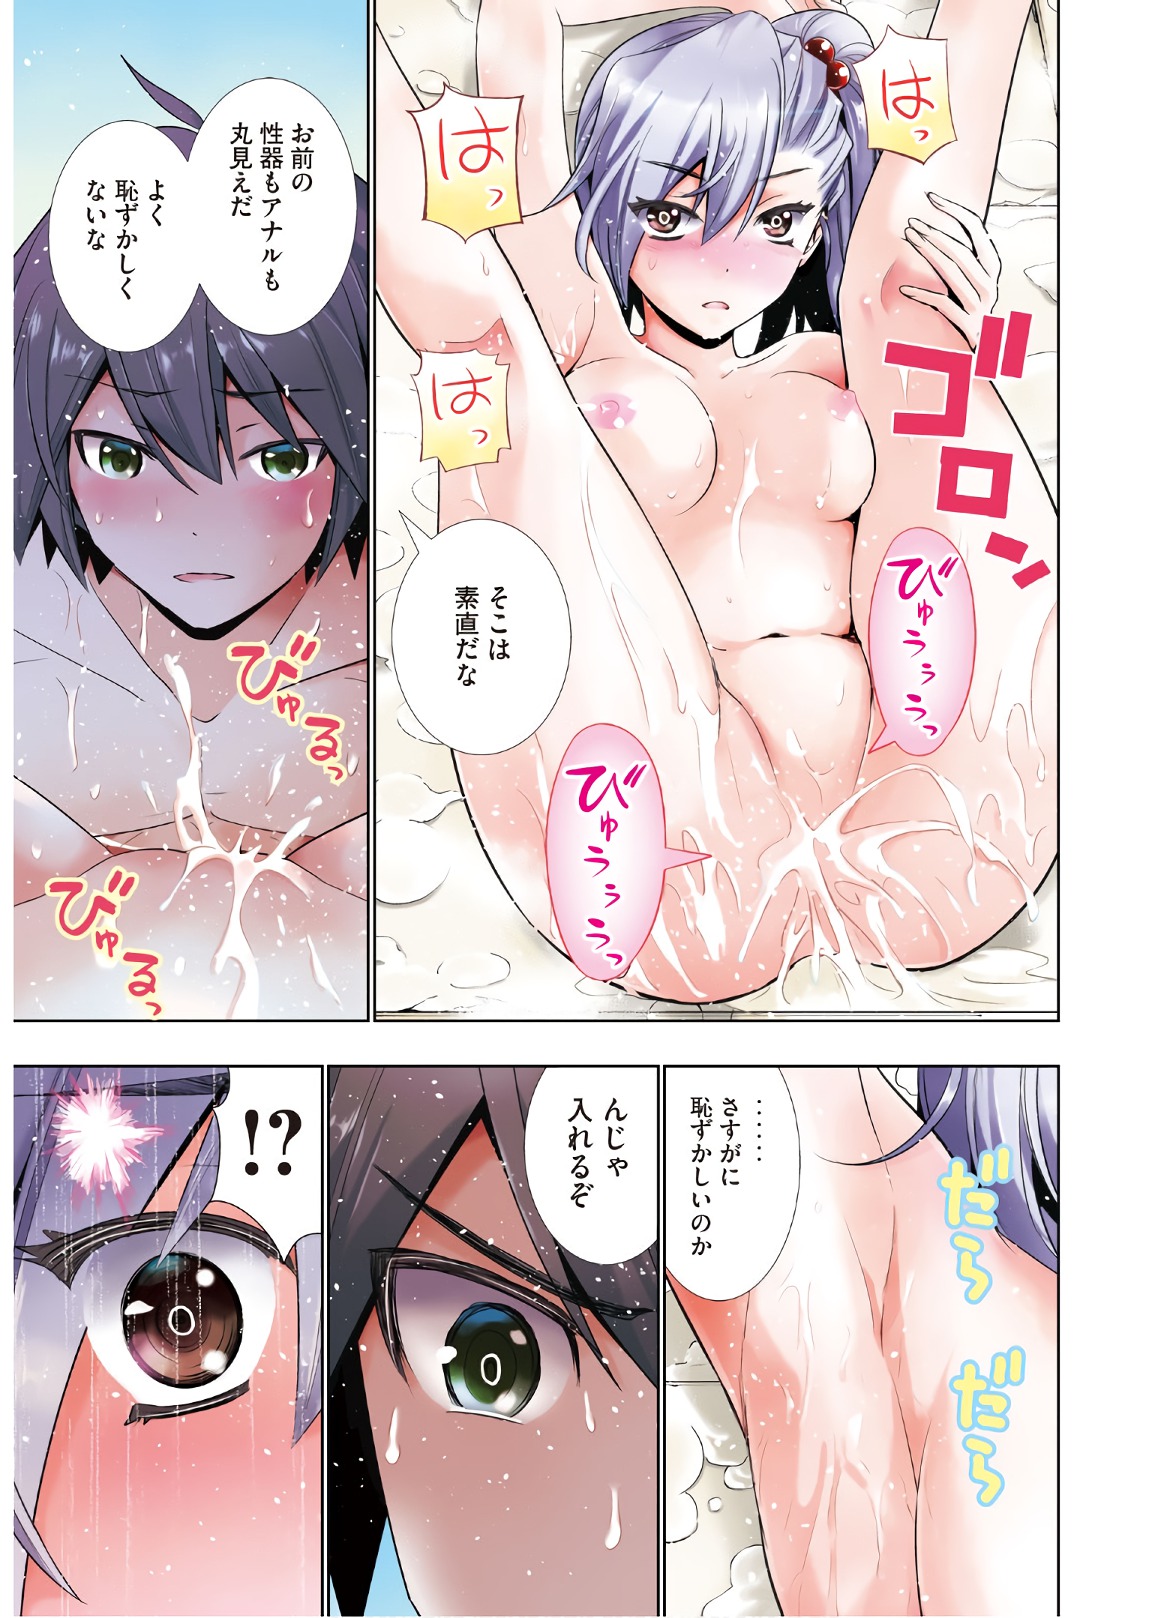 はっ
ゴロン
はっ
はっ
びゅうぅぅっ
びゅうぅぅっ
そこは
素直だな
お前の
性器もアナルも
丸見えだ
よく
恥ずかしく
ないな
びゅるっ
びゅるっ
‥‥‥
さすがに
恥ずかしいのか
だら
だら
んじゃ
入れるぞ
!?